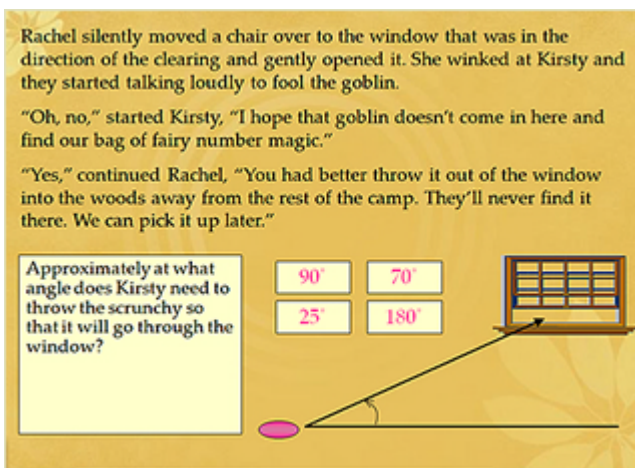 Rachel silently moved a chair over to the window that was in the
direction of the clearing and gently opened it. She winked at Kirsty and
they started talking loudly to fool the goblin.
“Oh, no,” started Kirsty, “I hope that goblin doesn’t come in here and
find our bag of fairy number magic.”
“Yes,” continued Rachel, “You had better throw it out of the window
into the woods away from the rest of the camp. They’ll never find it
there. We can pick it up later.”
Approximately at what
angle does Kirsty need to
throw the scrunchy so
that it will go through the
window?
90° 70°
25° 180°